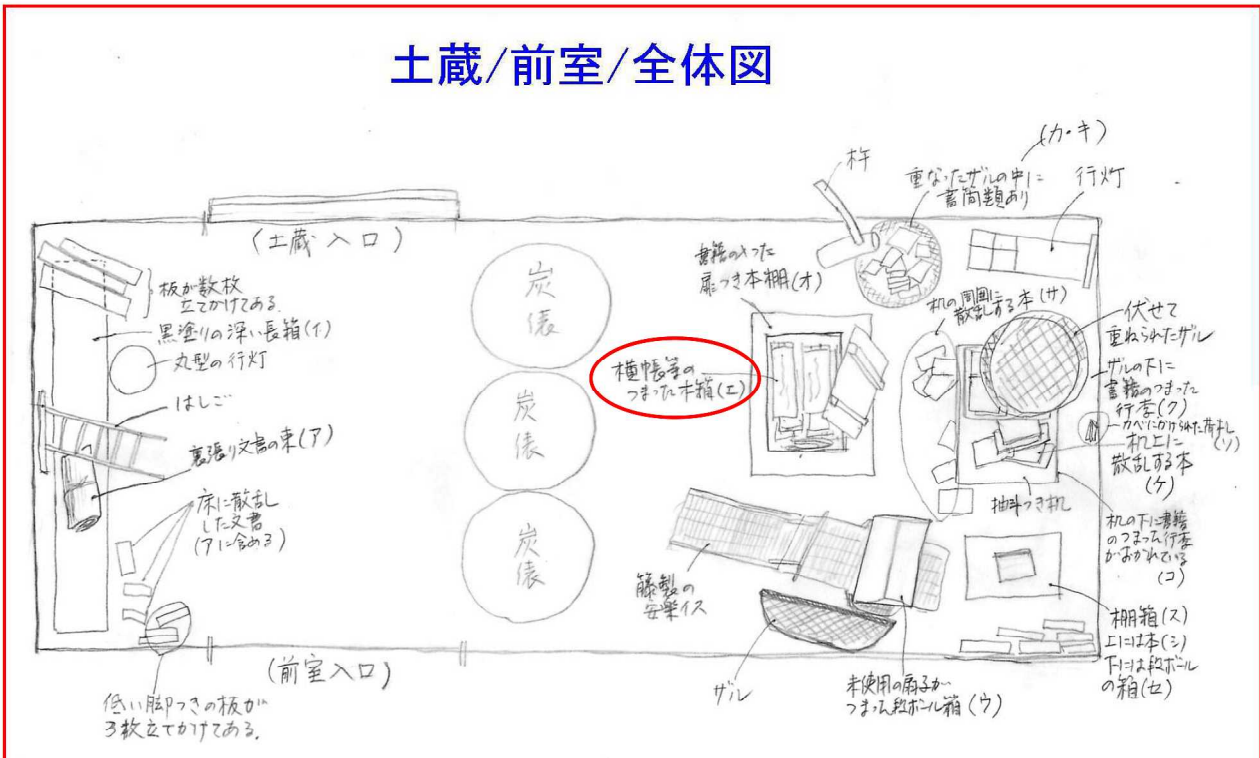 土蔵/前室/全体図
(土蔵入口)
板が数枚
立てかけてある.
黒塗りの深い長箱(イ)
丸型の行灯
はしご
裏張り文書の束(ア)
床に散乱
した文書
(アに含める)
低い脚つきの板が
3枚立てかけてある.
(前室入口)
炭俵
炭俵
炭俵
杵
重なったザルの中に
書簡類あり
(カ・キ)
行灯
書籍の入った
扉つき本棚(オ)
横帳等の
つまった木箱(エ)
机の周囲に
散乱する本(サ)
伏せて
重ねられたザル
ザルの下に
書籍のつまった
行李(ク)
カベにかけられた荷札
(ソ)
机上に
散乱する本
(ケ)
抽斗つき机
机の下に書籍
のつまった行李
がおかれている
(コ)
籐製の
安楽イス
ザル
未使用の扇子が
つまった段ボール箱(ウ)
棚箱(ス)
上には本(シ)
下には段ボール
の箱(セ)